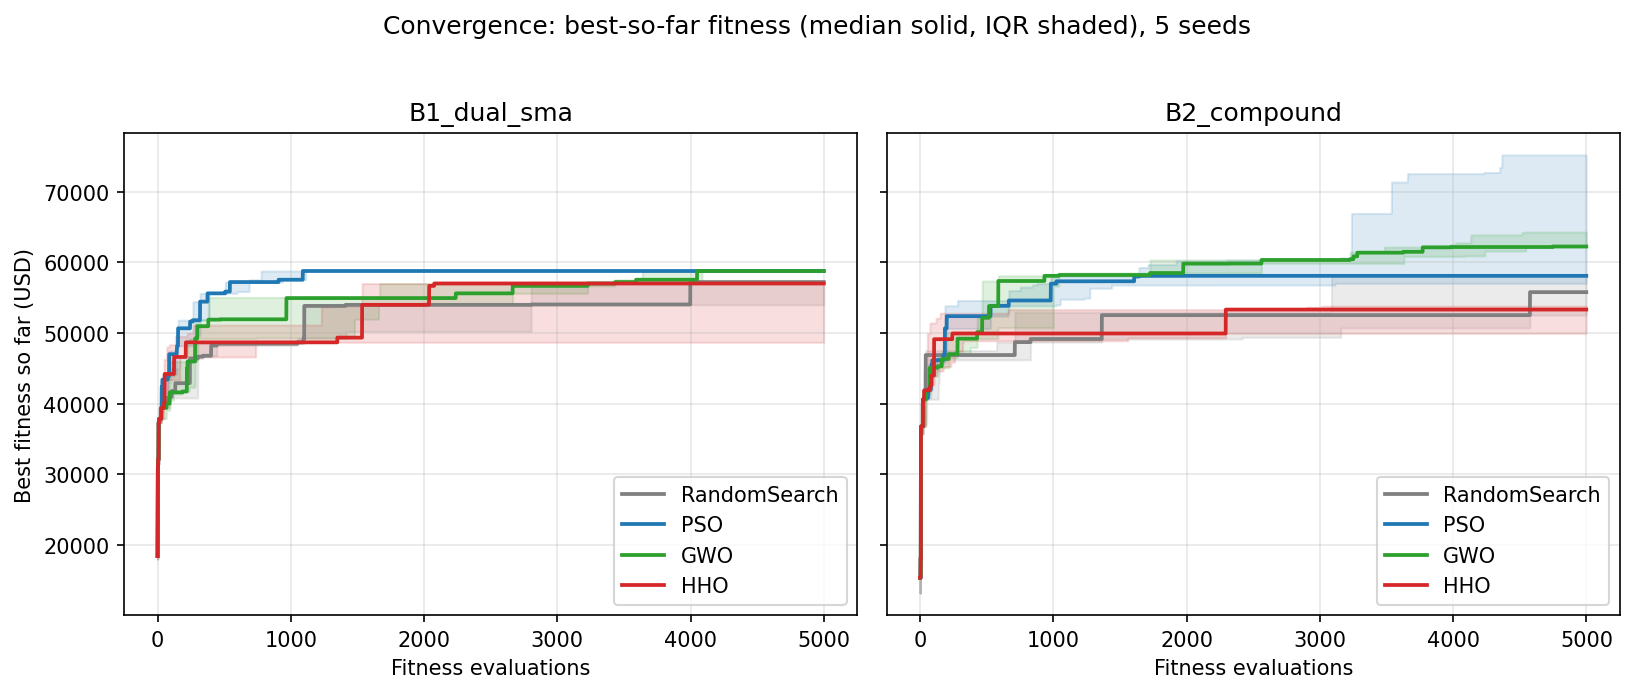 Convergence: best-so-far fitness (median solid, IQR shaded), 5 seeds
B1_dual_sma
Best fitness so far (USD)
70000
60000
50000
40000
30000
20000
0
1000
2000
3000
4000
5000
Fitness evaluations
RandomSearch
PSO
GWO
HHO
B2_compound
0
1000
2000
3000
4000
5000
Fitness evaluations
RandomSearch
PSO
GWO
HHO